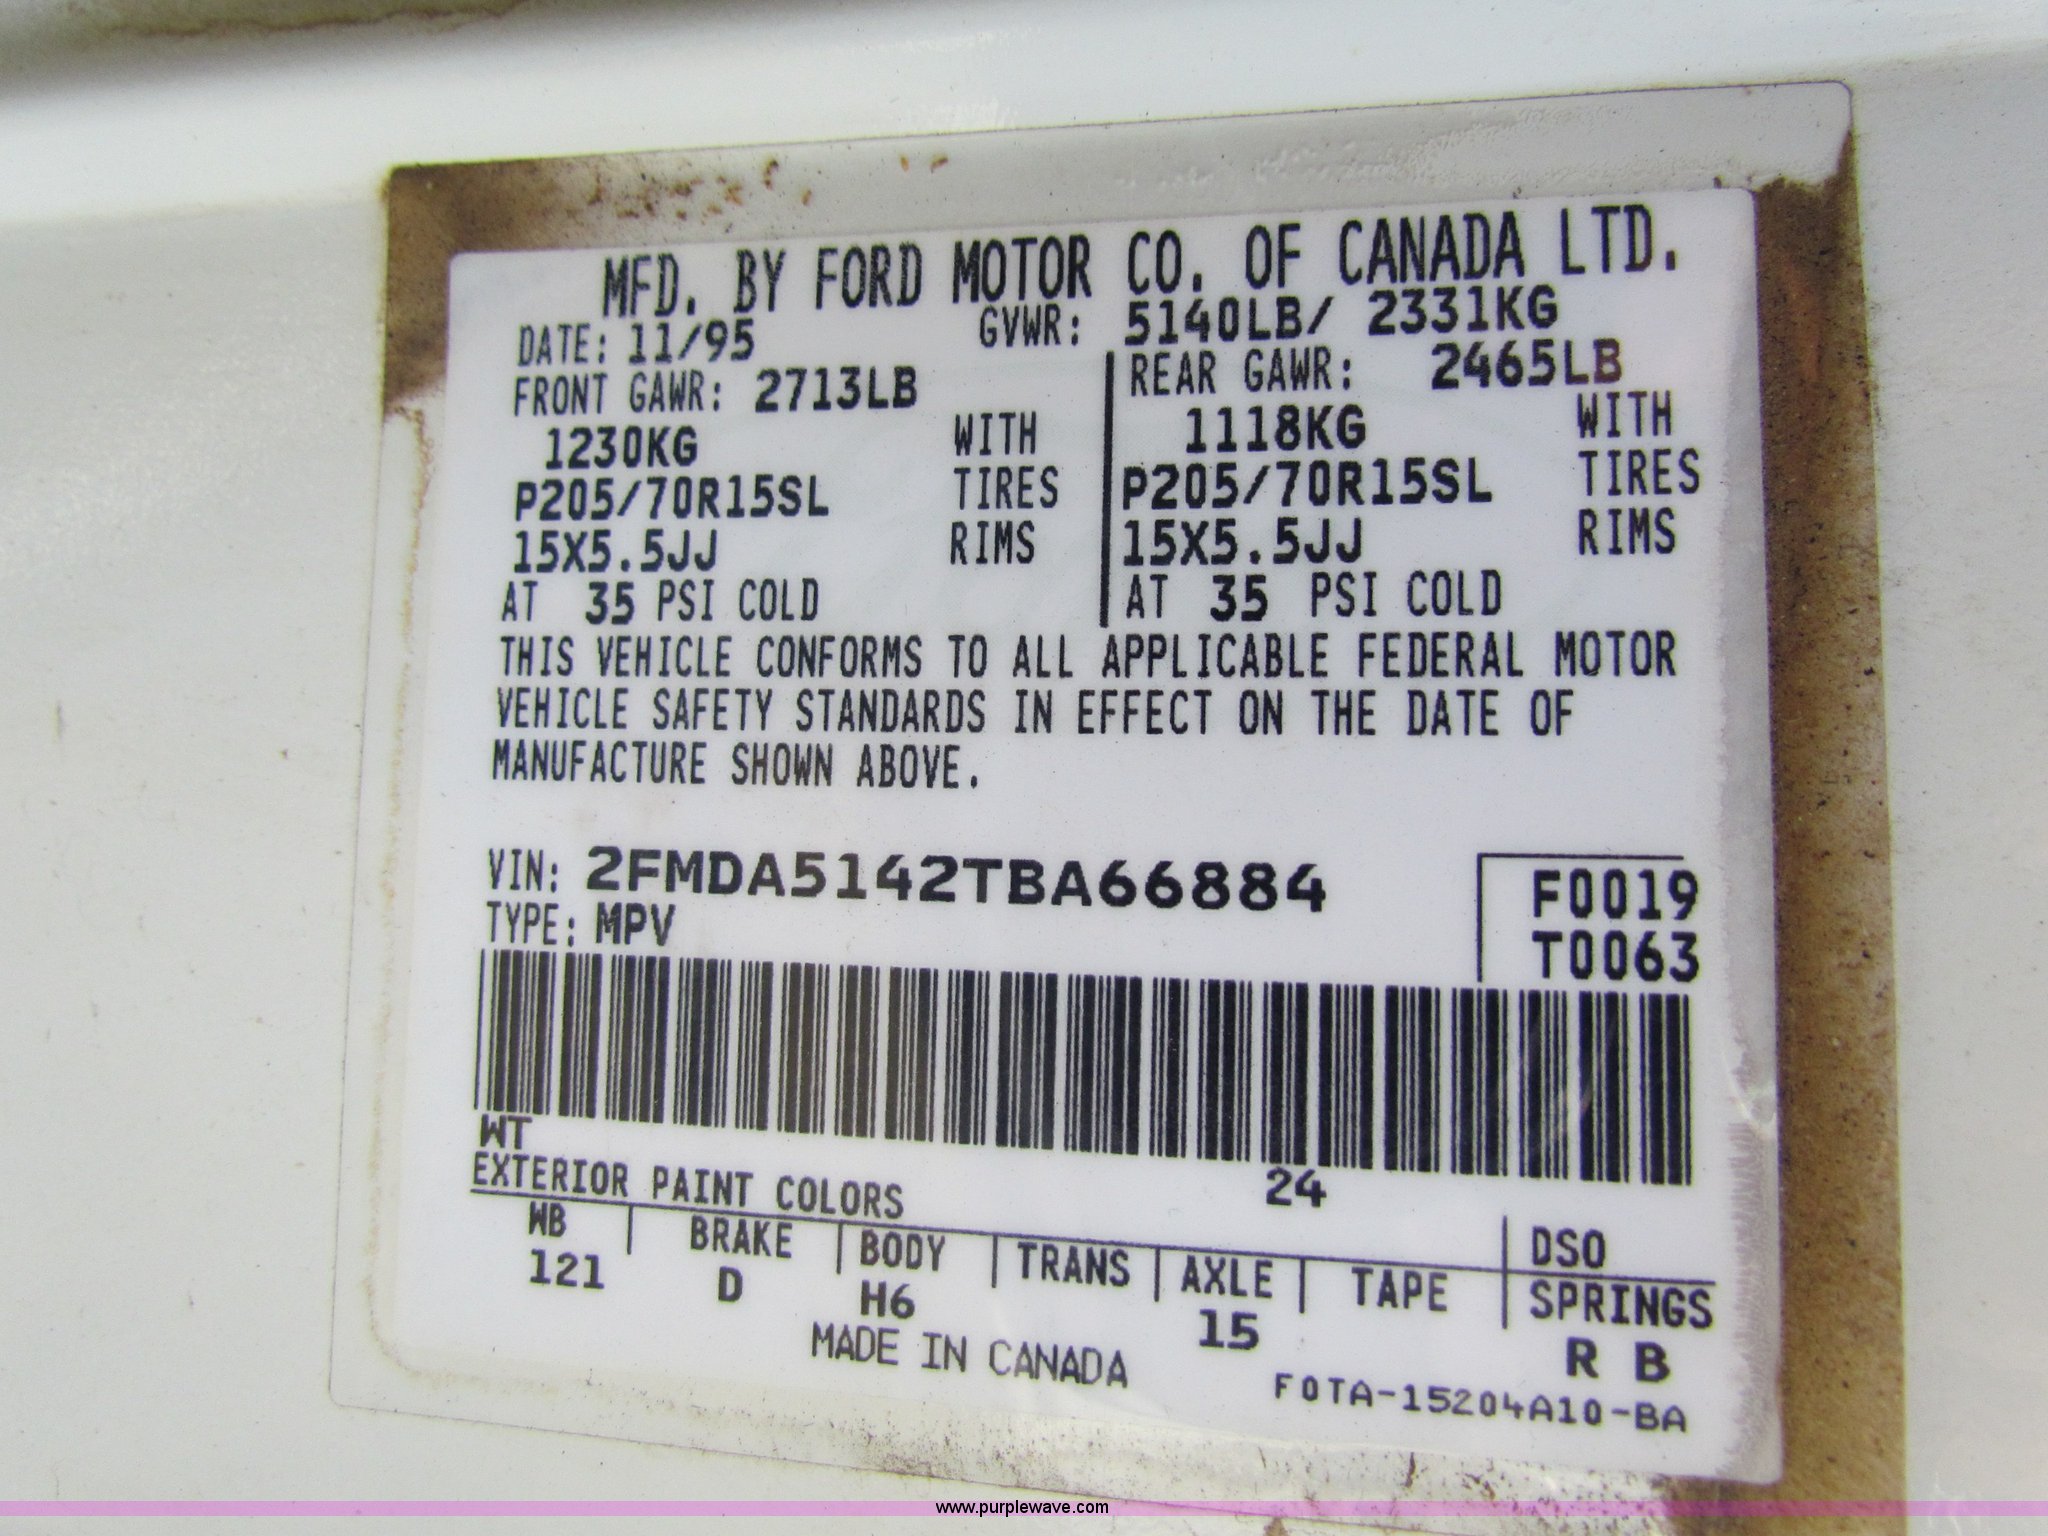 MFD. BY FORD MOTOR CO. OF CANADA LTD.
DATE: 11/95 GVWR: 5140LB/ 2331KG
FRONT GAWR: 2713LB REAR GAWR: 2465LB
1230KG WITH 1118KG WITH
P205/70R15SL TIRES P205/70R15SL TIRES
15X5.5JJ RIMS 15X5.5JJ RIMS
AT 35 PSI COLD AT 35 PSI COLD
THIS VEHICLE CONFORMS TO ALL APPLICABLE FEDERAL MOTOR
VEHICLE SAFETY STANDARDS IN EFFECT ON THE DATE OF
MANUFACTURE SHOWN ABOVE.
VIN: 2FMDA5142TBA66884 F0019
TYPE: MPV T0063
WT
EXTERIOR PAINT COLORS 24
WB BRAKE BODY TRANS AXLE TAPE DSO
121 D H6 15 SPRINGS
R B
MADE IN CANADA
F0TA-15204A10-BA
www.purplewave.com